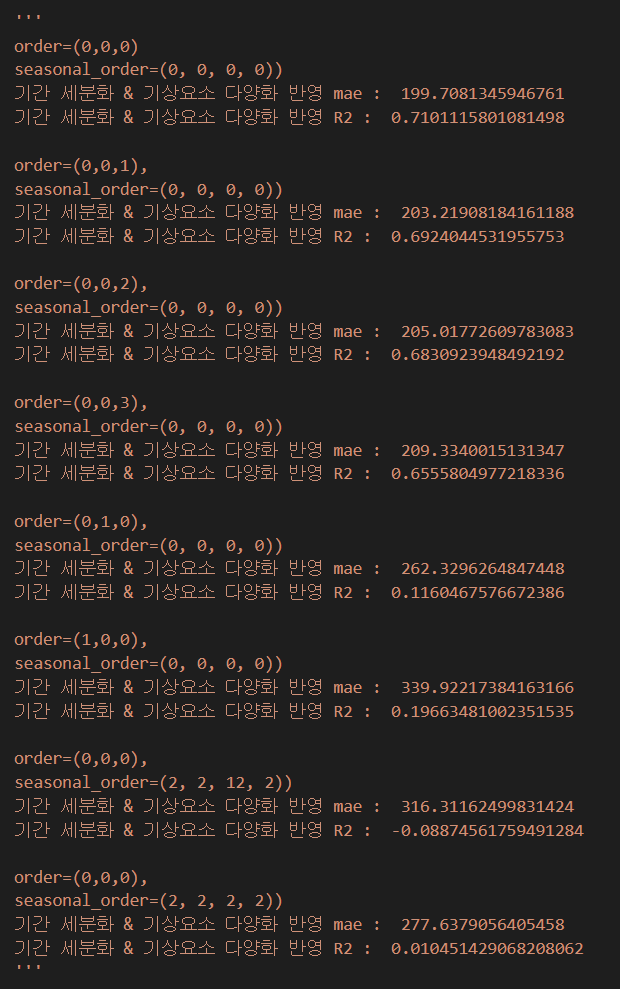 '''
order=(0,0,0)
seasonal_order=(0, 0, 0, 0))
기간 세분화 & 기상요소 다양화 반영 mae :  199.7081345946761
기간 세분화 & 기상요소 다양화 반영 R2 :  0.7101115801081498
order=(0,0,1),
seasonal_order=(0, 0, 0, 0))
기간 세분화 & 기상요소 다양화 반영 mae :  203.21908184161188
기간 세분화 & 기상요소 다양화 반영 R2 :  0.6924044531955753
order=(0,0,2),
seasonal_order=(0, 0, 0, 0))
기간 세분화 & 기상요소 다양화 반영 mae :  205.01772609783083
기간 세분화 & 기상요소 다양화 반영 R2 :  0.6830923948492192
order=(0,0,3),
seasonal_order=(0, 0, 0, 0))
기간 세분화 & 기상요소 다양화 반영 mae :  209.3340015131347
기간 세분화 & 기상요소 다양화 반영 R2 :  0.6555804977218336
order=(0,1,0),
seasonal_order=(0, 0, 0, 0))
기간 세분화 & 기상요소 다양화 반영 mae :  262.3296264847448
기간 세분화 & 기상요소 다양화 반영 R2 :  0.1160467576672386
order=(1,0,0),
seasonal_order=(0, 0, 0, 0))
기간 세분화 & 기상요소 다양화 반영 mae :  339.92217384163166
기간 세분화 & 기상요소 다양화 반영 R2 :  0.19663481002351535
order=(0,0,0),
seasonal_order=(2, 2, 12, 2))
기간 세분화 & 기상요소 다양화 반영 mae :  316.31162499831424
기간 세분화 & 기상요소 다양화 반영 R2 :  -0.08874561759491284
order=(0,0,0),
seasonal_order=(2, 2, 2, 2))
기간 세분화 & 기상요소 다양화 반영 mae :  277.6379056405458
기간 세분화 & 기상요소 다양화 반영 R2 :  0.010451429068208062
'''